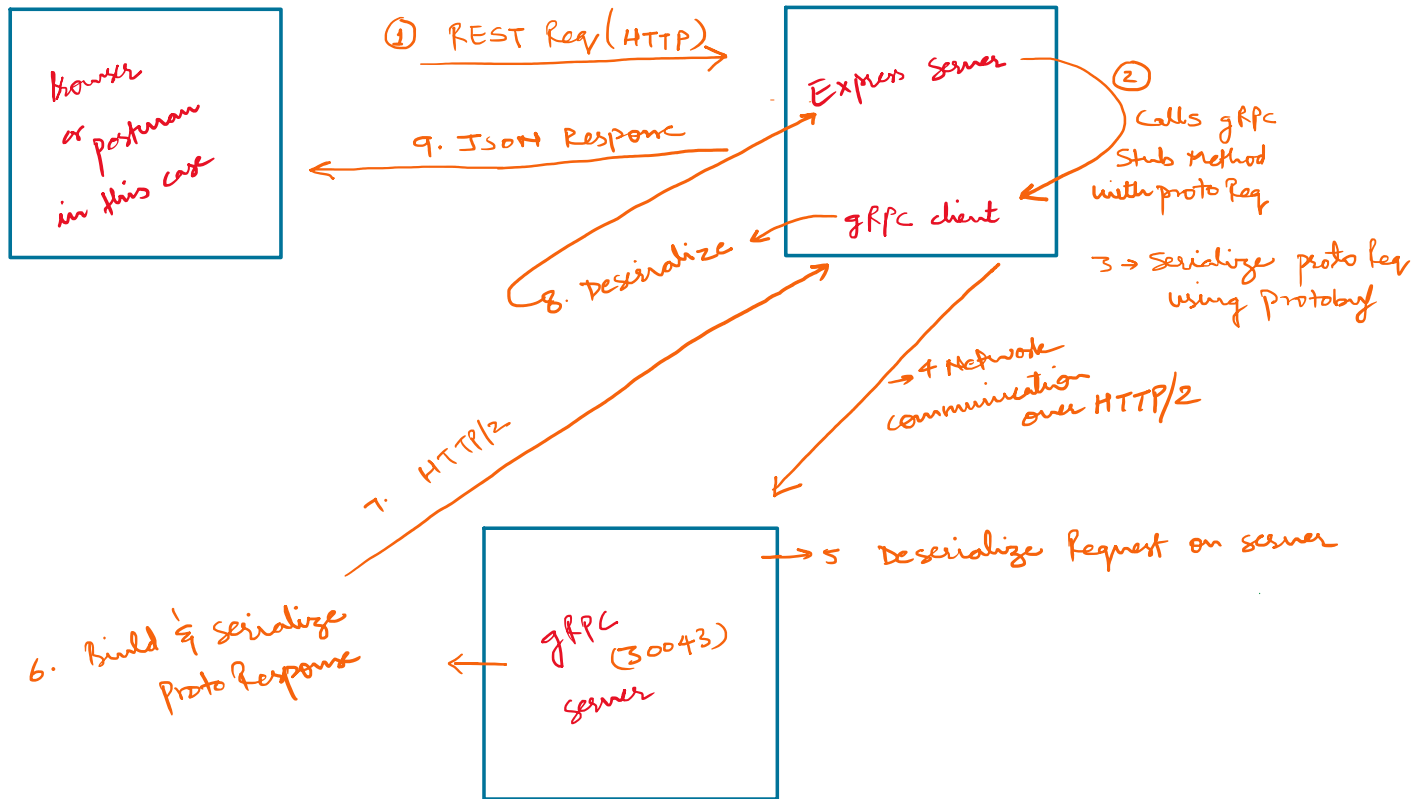 Browser
or postman
in this case
① REST Req (HTTP)
9. JSON Response
Express Server
gRPC client
②
Calls gRPC
Stub Method
with proto Req
3 → Serialize proto Req
using protobuf
8. Deserialize
→ 4 Network
communication
over HTTP/2
7. HTTP/2
→ 5 Deserialize Request on server
gRPC
(30043)
server
6. Build & serialize
Proto Response